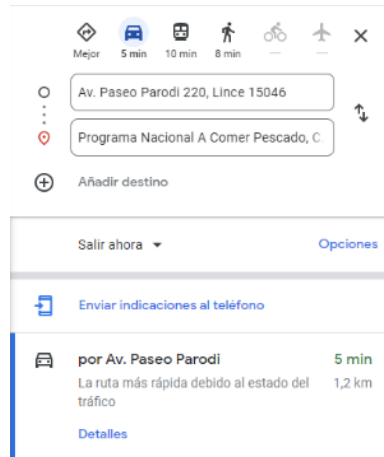 Mejor 5 min 10 min 8 min — —
Av. Paseo Parodi 220, Lince 15046
Programa Nacional A Comer Pescado, C.
Añadir destino
Salir ahora Opciones
Enviar indicaciones al teléfono
por Av. Paseo Parodi 5 min
La ruta más rápida debido al estado del 1,2 km
tráfico
Detalles